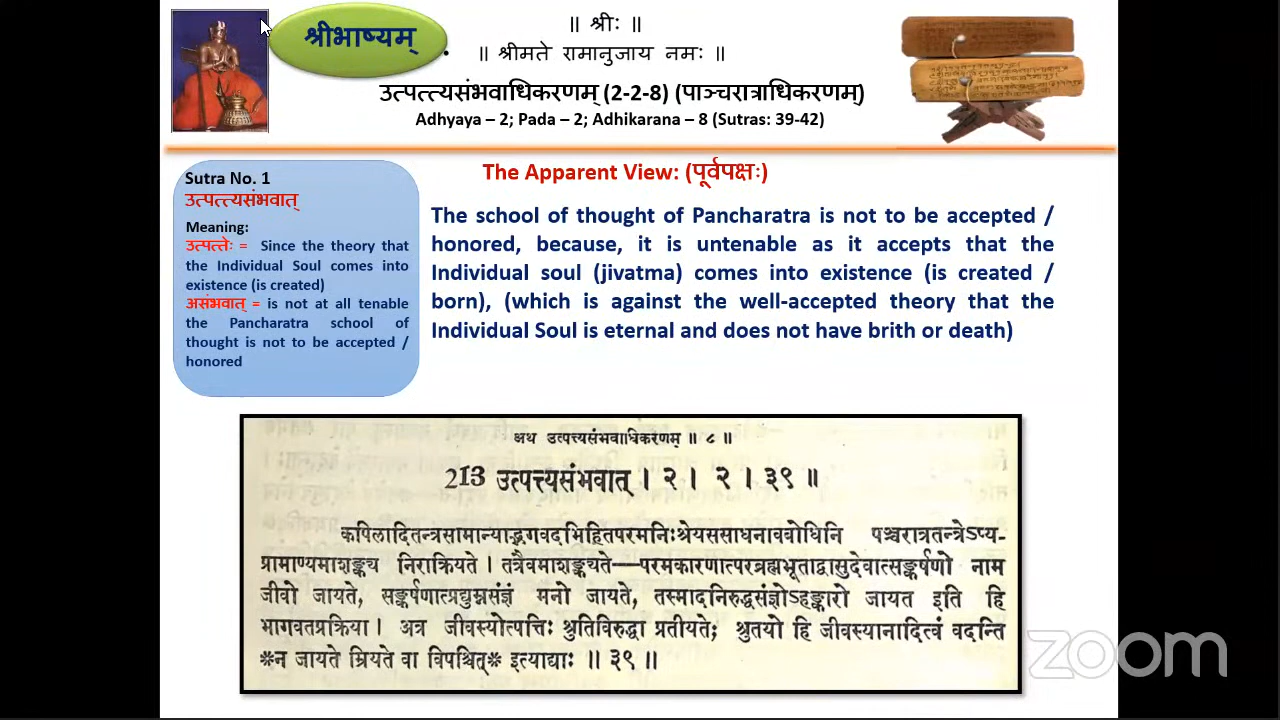 श्रीभाष्यम्
॥ श्रीः ॥
॥ श्रीमते रामानुजाय नमः ॥
उत्पत्त्यसंभवाधिकरणम् (2-2-8) (पाञ्चरात्राधिकरणम्)
Adhyaya – 2; Pada – 2; Adhikarana – 8 (Sutras: 39-42)
Sutra No. 1
उत्पत्त्यसंभवात्
Meaning:
उत्पत्तेः = Since the theory that
the Individual Soul comes into
existence (is created)
असंभवात् = is not at all tenable
the Pancharatra school of
thought is not to be accepted /
honored
The Apparent View: (पूर्वपक्षः)
The school of thought of Pancharatra is not to be accepted /
honored, because, it is untenable as it accepts that the
Individual soul (jivatma) comes into existence (is created /
born), (which is against the well-accepted theory that the
Individual Soul is eternal and does not have brith or death)
अथ उत्पत्त्यसंभवाधिकरणम् ॥ ८ ॥
213 उत्पत्त्यसंभवात् । २ । २ । ३९ ॥
कपिलादितन्त्रसामान्याद्भगवदभिहितपरमनिःश्रेयससाधनावबोधिनि पञ्चरात्रतन्त्रेऽप्य-
प्रामाण्यमाशङ्क्य निराक्रियते । तत्रैवमाशङ्क्यते—परमकारणात्परब्रह्मभूताद्वासुदेवात्सङ्कर्षणो नाम
जीवो जायते, सङ्कर्षणात्प्रद्युम्नसंज्ञं मनो जायते, तस्मादनिरुद्धसंज्ञोऽहङ्कारो जायत इति हि
भागवतप्रक्रिया । अत्र जीवस्योत्पत्तिः श्रुतिविरुद्धा प्रतीयते; श्रुतयो हि जीवस्यानादित्वं वदन्ति
※न जायते म्रियते वा विपश्चित्※ इत्याद्याः ॥ ३९ ॥
zoom